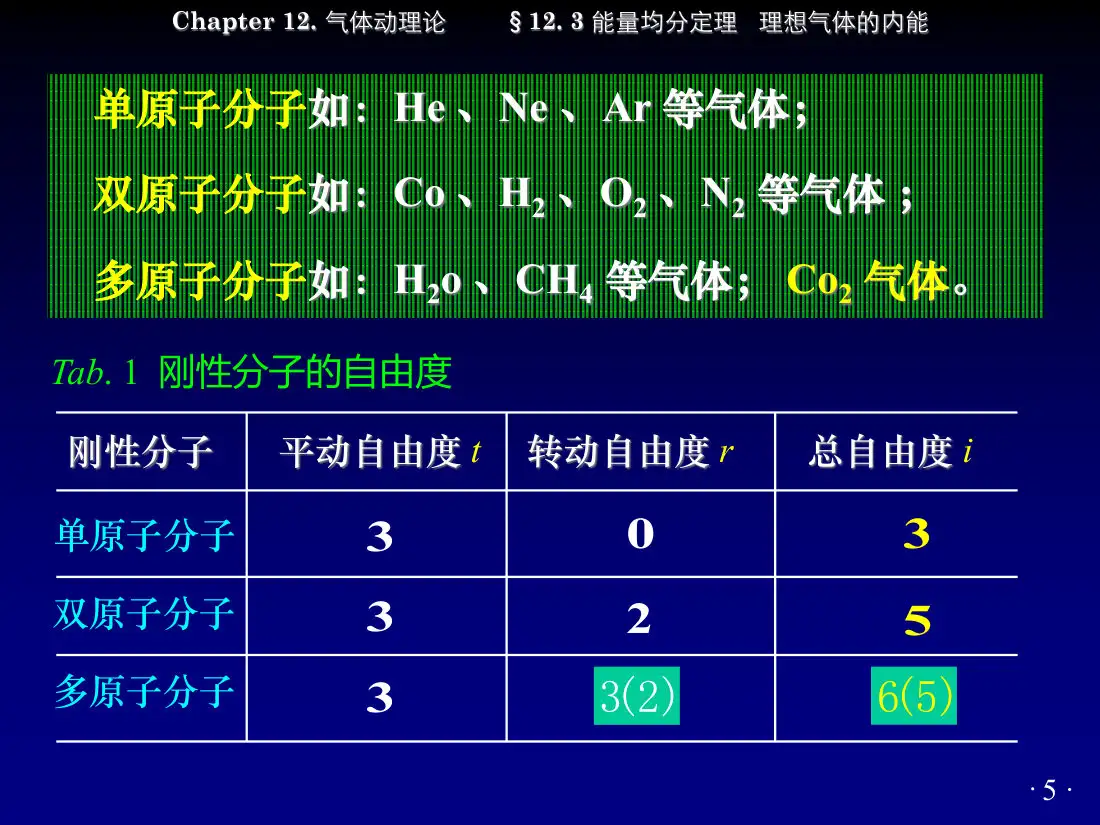 Chapter 12. 气体动理论 §12. 3 能量均分定理 理想气体的内能
单原子分子如：He 、Ne 、Ar 等气体；
双原子分子如：Co 、H2 、O2 、N2 等气体 ；
多原子分子如：H2o 、CH4 等气体； Co2 气体。
Tab. 1 刚性分子的自由度
刚性分子 平动自由度 t 转动自由度 r 总自由度 i
单原子分子 3 0 3
双原子分子 3 2 5
多原子分子 3 3(2) 6(5)
· 5 ·